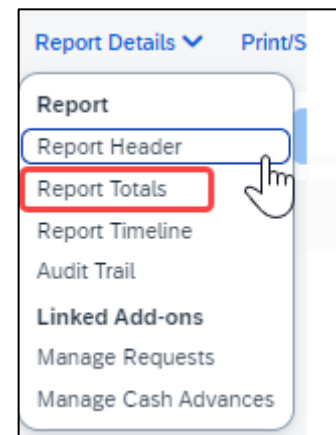 Report Details Print/S
Report
Report Header
Report Totals
Report Timeline
Audit Trail
Linked Add-ons
Manage Requests
Manage Cash Advances